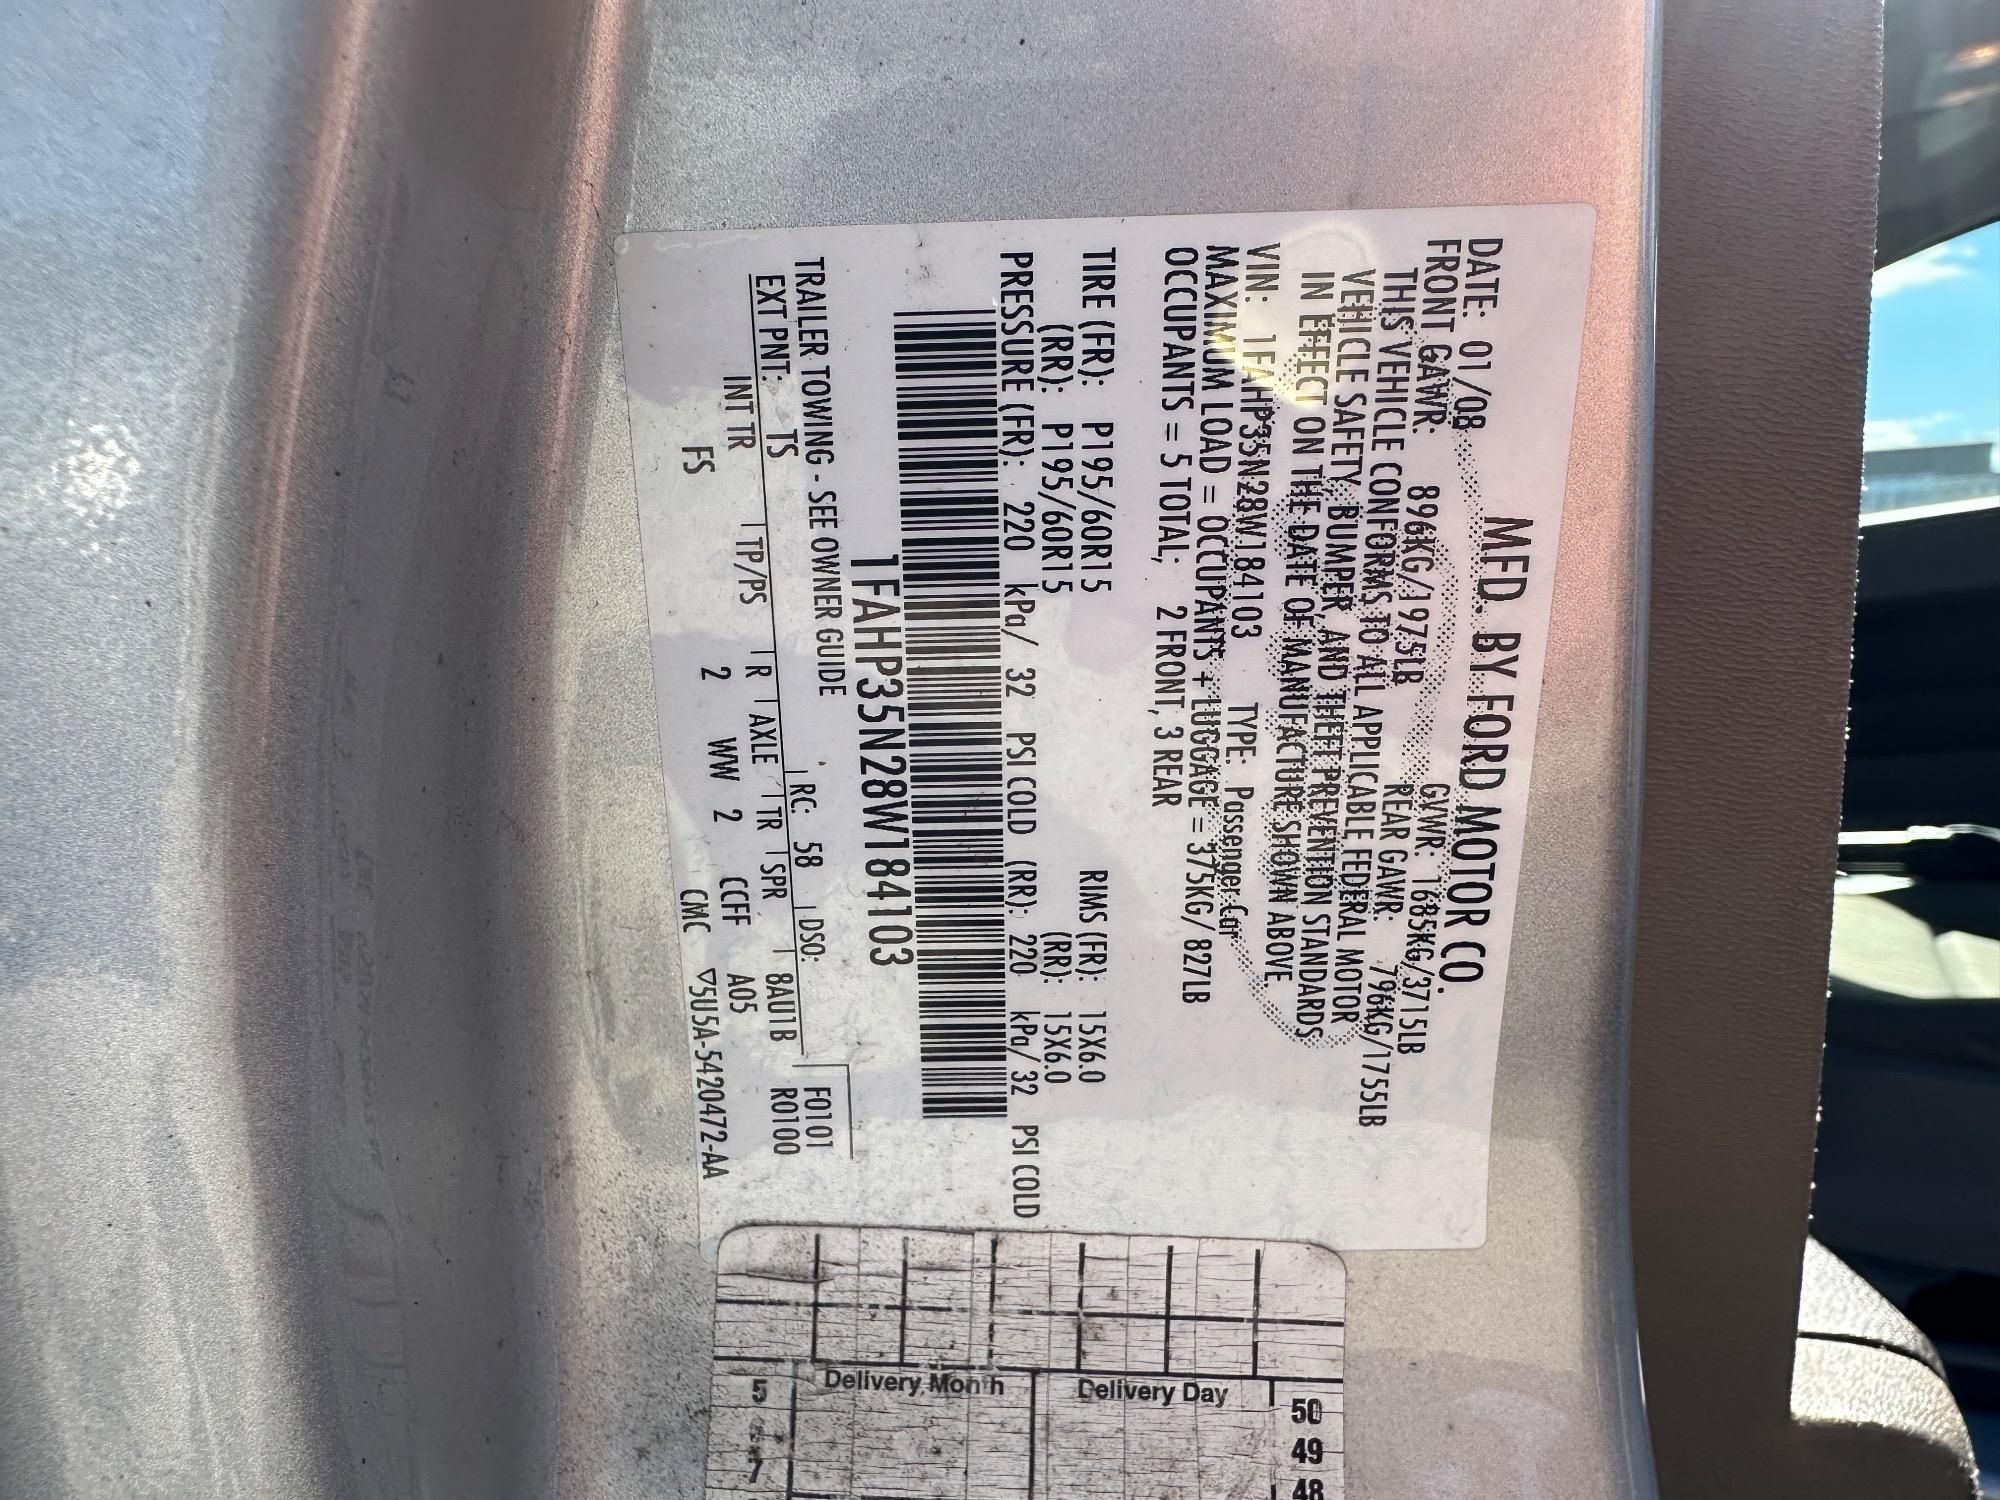 MFD. BY FORD MOTOR CO.
DATE: 01/08 GVWR: 1685KG/3715LB
FRONT GAWR: 896KG/1975LB REAR GAWR: 796KG/1755LB
THIS VEHICLE CONFORMS TO ALL APPLICABLE FEDERAL MOTOR
VEHICLE SAFETY, BUMPER, AND THEFT PREVENTION STANDARDS
IN EFFECT ON THE DATE OF MANUFACTURE SHOWN ABOVE.
VIN: 1FAHP35N28W184103 TYPE: Passenger Car
MAXIMUM LOAD = OCCUPANTS + LUGGAGE = 375KG/ 827LB
OCCUPANTS = 5 TOTAL, 2 FRONT, 3 REAR
TIRE (FR): P195/60R15 RIMS (FR): 15X6.0
(RR): P195/60R15 (RR): 15X6.0
PRESSURE (FR): 220 kPa/ 32 PSI COLD (RR): 220 kPa/ 32 PSI COLD
1FAHP35N28W184103
TRAILER TOWING - SEE OWNER GUIDE
F0101
EXT PNT: TS RC: 58 DSO: R0100
INT TR TP/PS R AXLE TR SPR 8AU1B
FS 2 WW 2 CCFF A05
CMC ▽5U5A-5420472-AA
Delivery Month Delivery Day
5 50
49
7 48